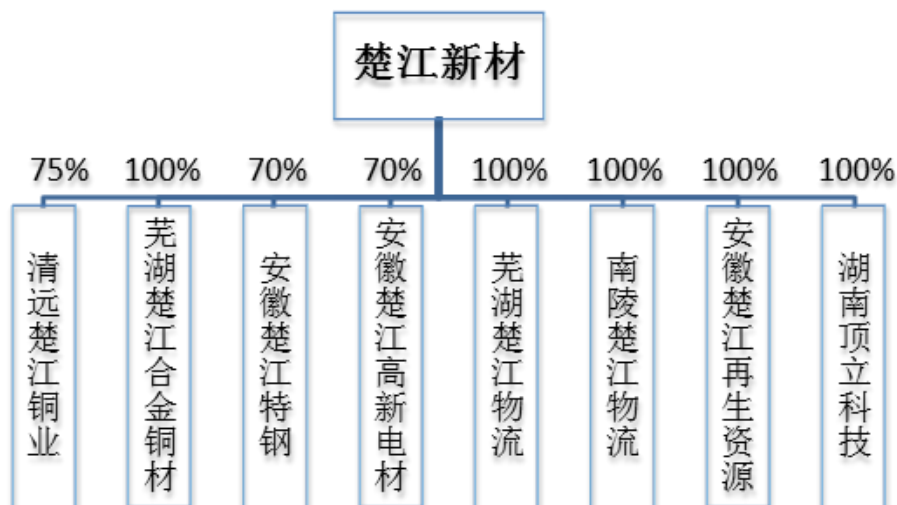 楚江新材
75% 100% 70% 70% 100% 100% 100% 100%
清远楚江铜业
芜湖楚江合金铜材
安徽楚江特钢
安徽楚江高新电材
芜湖楚江物流
南陵楚江物流
安徽楚江再生资源
湖南顶立科技